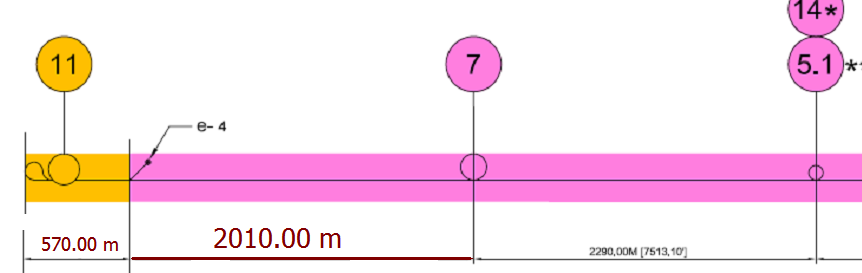 14*
11
7
5.1**
e- 4
570.00 m
2010.00 m
2290,00M [7513,10']